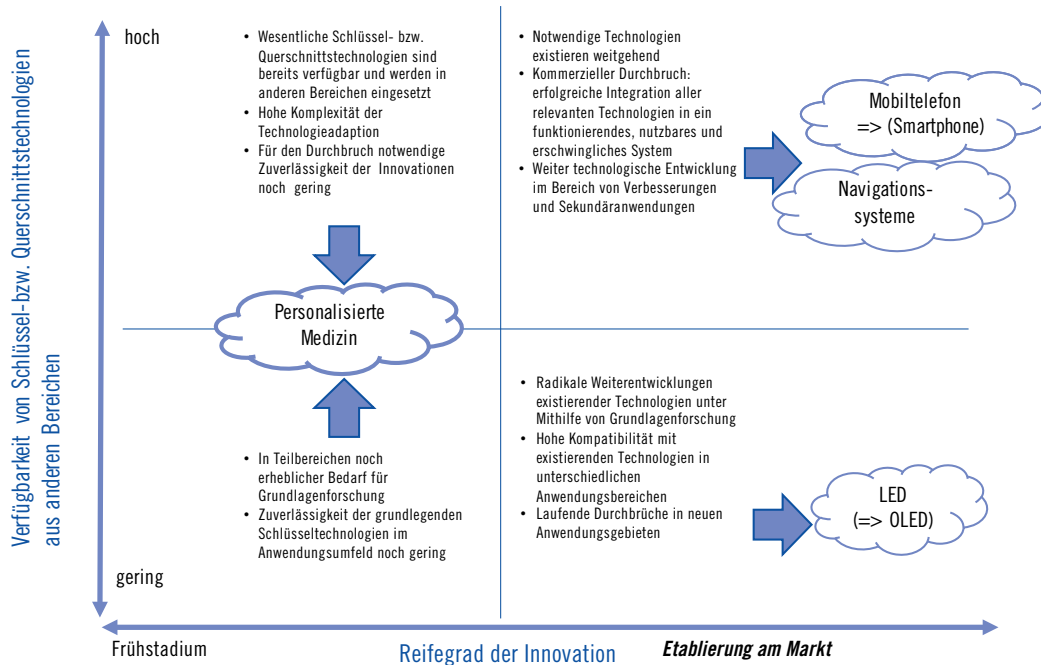 Verfügbarkeit von Schlüssel-bzw. Querschnittstechnologien
aus anderen Bereichen
hoch
• Wesentliche Schlüssel- bzw.
Querschnittstechnologien sind
bereits verfügbar und werden in
anderen Bereichen eingesetzt
• Hohe Komplexität der
Technologieadaption
• Für den Durchbruch notwendige
Zuverlässigkeit der Innovationen
noch gering
• Notwendige Technologien
existieren weitgehend
• Kommerzieller Durchbruch:
erfolgreiche Integration aller
relevanten Technologien in ein
funktionierendes, nutzbares und
erschwingliches System
• Weiter technologische Entwicklung
im Bereich von Verbesserungen
und Sekundäranwendungen
Mobiltelefon
=> (Smartphone)
Navigations-
systeme
Personalisierte
Medizin
• In Teilbereichen noch
erheblicher Bedarf für
Grundlagenforschung
• Zuverlässigkeit der grundlegenden
Schlüsseltechnologien im
Anwendungsumfeld noch gering
• Radikale Weiterentwicklungen
existierender Technologien unter
Mithilfe von Grundlagenforschung
• Hohe Kompatibilität mit
existierenden Technologien in
unterschiedlichen
Anwendungsbereichen
• Laufende Durchbrüche in neuen
Anwendungsgebieten
LED
(=> OLED)
gering
Frühstadium
Reifegrad der Innovation
Etablierung am Markt